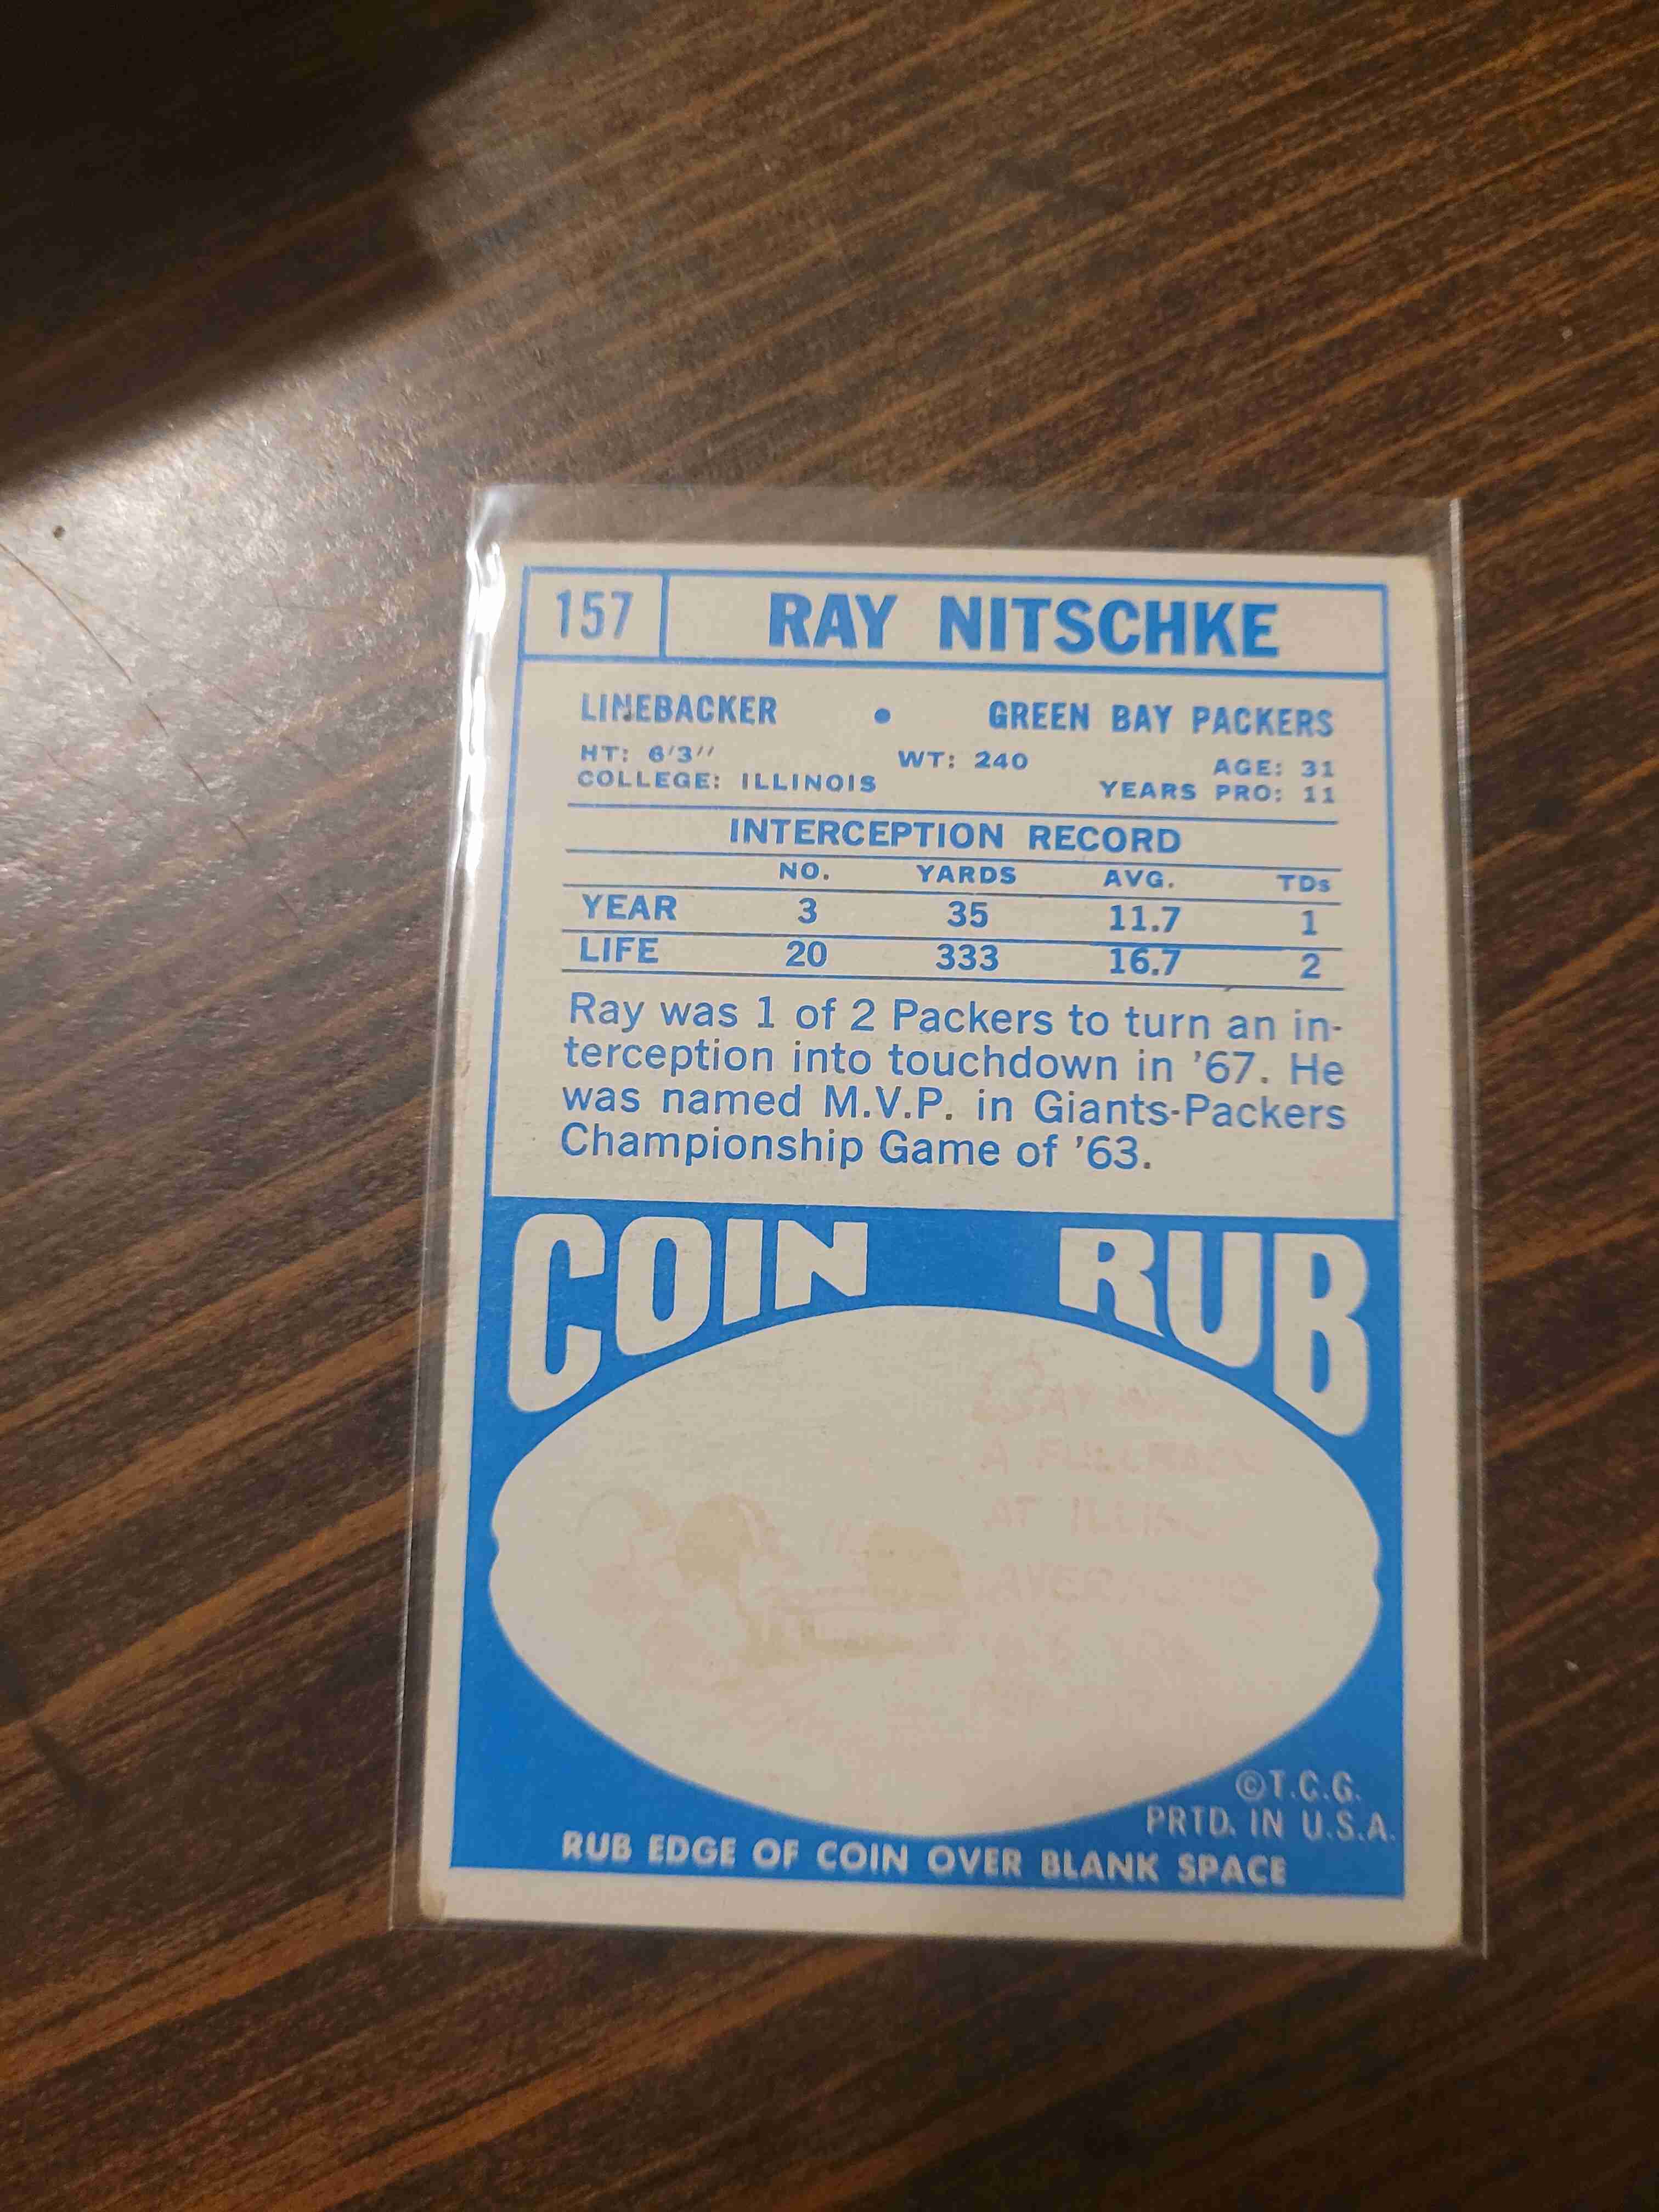 157 RAY NITSCHKE
LINEBACKER • GREEN BAY PACKERS
HT: 6'3'' WT: 240 AGE: 31
COLLEGE: ILLINOIS YEARS PRO: 11
INTERCEPTION RECORD
NO. YARDS AVG. TDs
YEAR 3 35 11.7 1
LIFE 20 333 16.7 2
Ray was 1 of 2 Packers to turn an in-
terception into touchdown in '67. He
was named M.V.P. in Giants-Packers
Championship Game of '63.
COIN RUB
A FULLBACK
AT
©T.C.G.
PRTD. IN U.S.A.
RUB EDGE OF COIN OVER BLANK SPACE